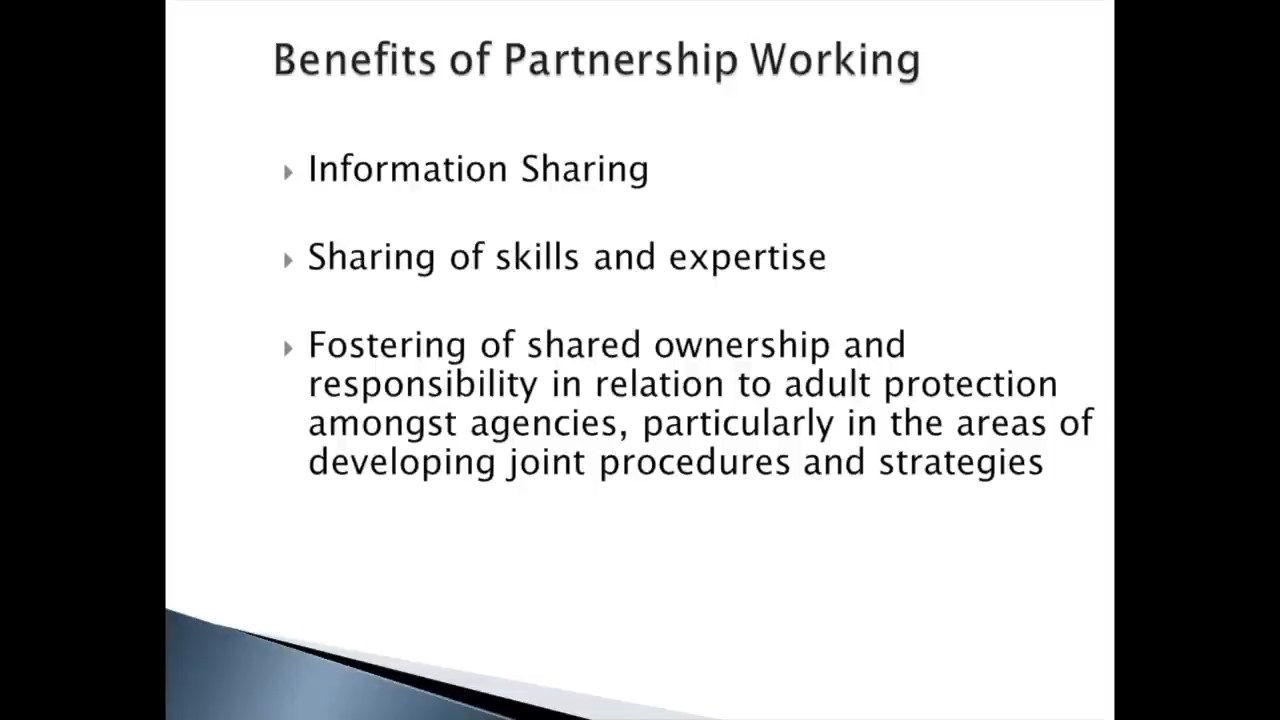 Benefits of Partnership Working
Information Sharing
Sharing of skills and expertise
Fostering of shared ownership and
responsibility in relation to adult protection
amongst agencies, particularly in the areas of
developing joint procedures and strategies